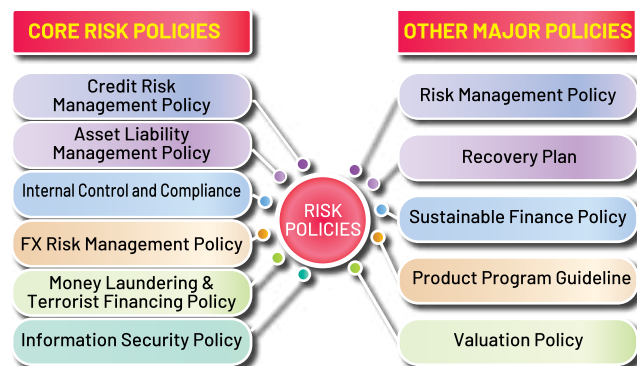 CORE RISK POLICIES
Credit Risk
Management Policy
Asset Liability
Management Policy
Internal Control and Compliance
FX Risk Management Policy
Money Laundering &
Terrorist Financing Policy
Information Security Policy
RISK
POLICIES
OTHER MAJOR POLICIES
Risk Management Policy
Recovery Plan
Sustainable Finance Policy
Product Program Guideline
Valuation Policy